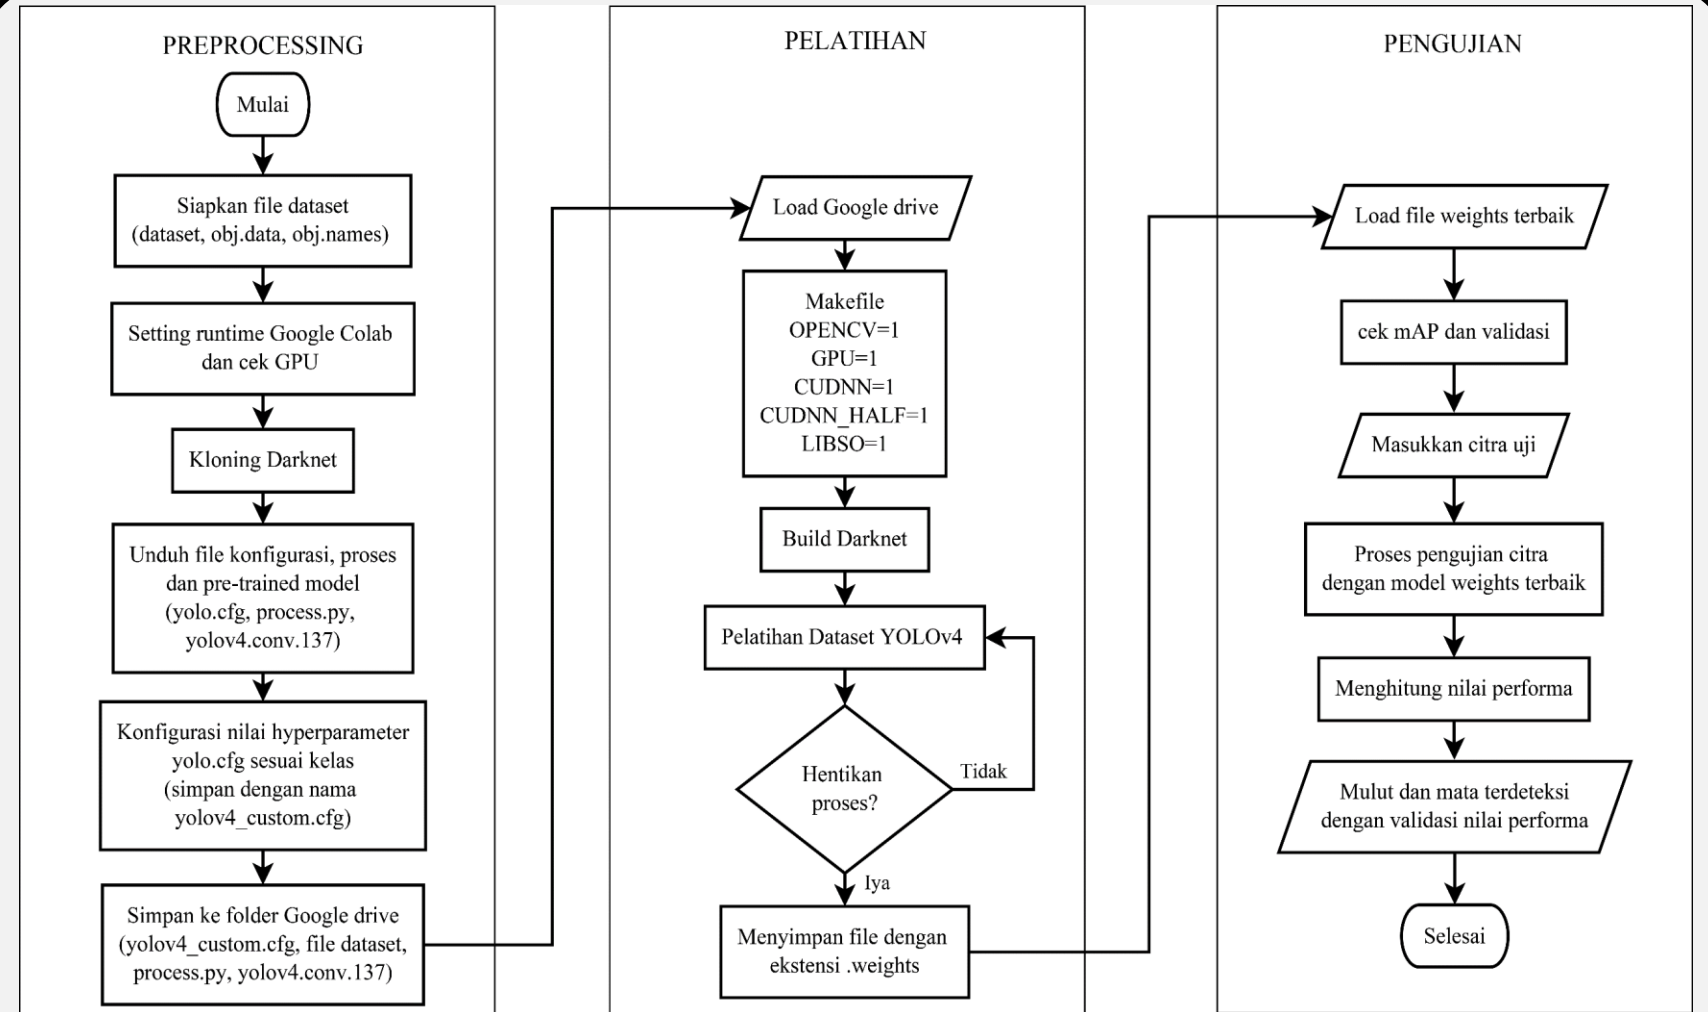 PREPROCESSING
Mulai
Siapkan file dataset
(dataset, obj.data, obj.names)
Setting runtime Google Colab
dan cek GPU
Kloning Darknet
Unduh file konfigurasi, proses
dan pre-trained model
(yolo.cfg, process.py,
yolov4.conv.137)
Konfigurasi nilai hyperparameter
yolo.cfg sesuai kelas
(simpan dengan nama
yolov4_custom.cfg)
Simpan ke folder Google drive
(yolov4_custom.cfg, file dataset,
process.py, yolov4.conv.137)
PELATIHAN
Load Google drive
Makefile
OPENCV=1
GPU=1
CUDNN=1
CUDNN_HALF=1
LIBSO=1
Build Darknet
Pelatihan Dataset YOLOv4
Hentikan
proses?
Tidak
Iya
Menyimpan file dengan
ekstensi .weights
PENGUJIAN
Load file weights terbaik
cek mAP dan validasi
Masukkan citra uji
Proses pengujian citra
dengan model weights terbaik
Menghitung nilai performa
Mulut dan mata terdeteksi
dengan validasi nilai performa
Selesai